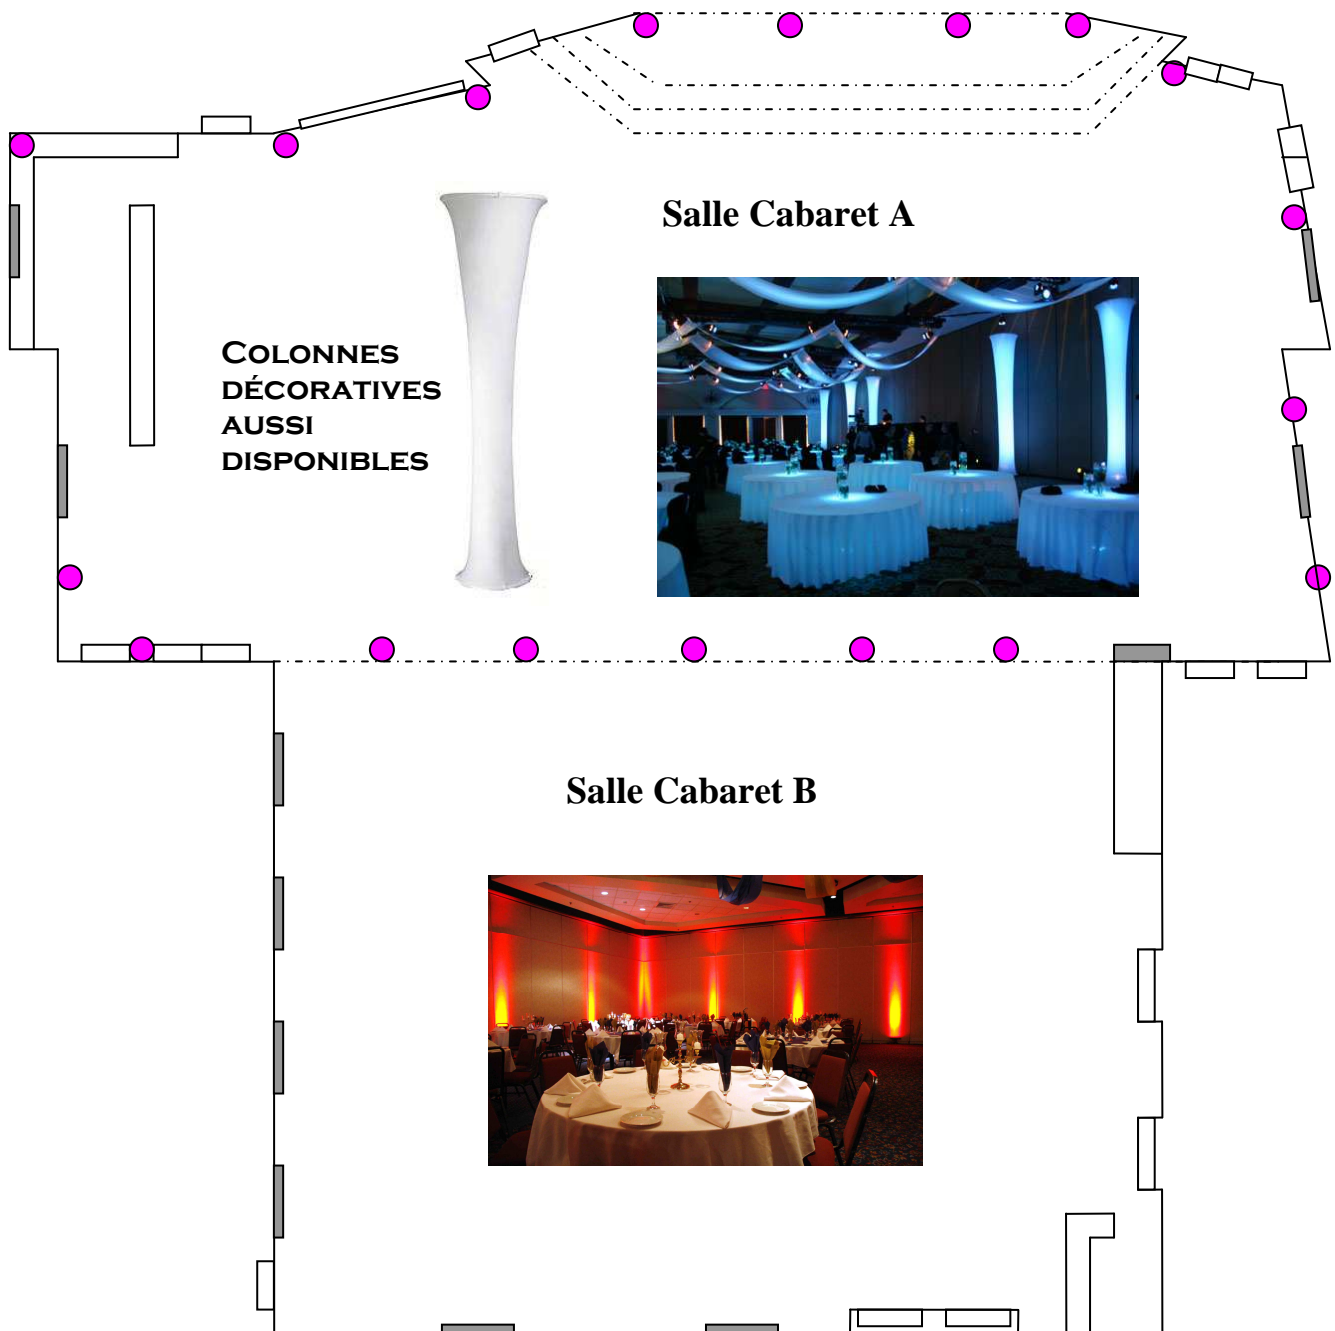 Salle Cabaret A
COLONNES
DÉCORATIVES
AUSSI
DISPONIBLES
Salle Cabaret B